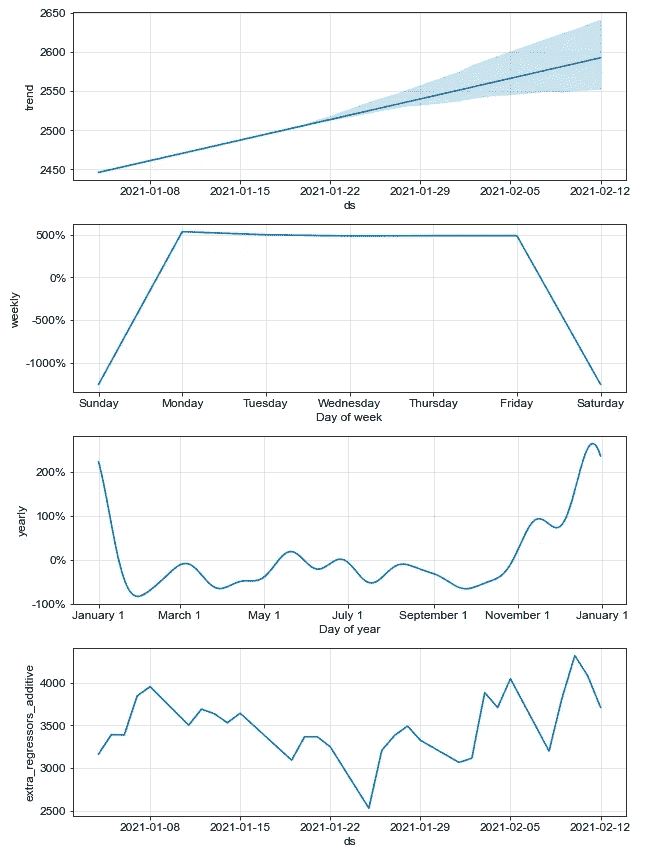 2650
2600
2550
2500
2450
trend
2021-01-08 2021-01-15 2021-01-22 2021-01-29 2021-02-05 2021-02-12
ds
500%
0%
-500%
-1000%
weekly
Sunday Monday Tuesday Wednesday Thursday Friday Saturday
Day of week
200%
100%
0%
-100%
yearly
January 1 March 1 May 1 July 1 September 1 November 1 January 1
Day of year
4000
3500
3000
2500
extra_regressors_additive
2021-01-08 2021-01-15 2021-01-22 2021-01-29 2021-02-05 2021-02-12
ds